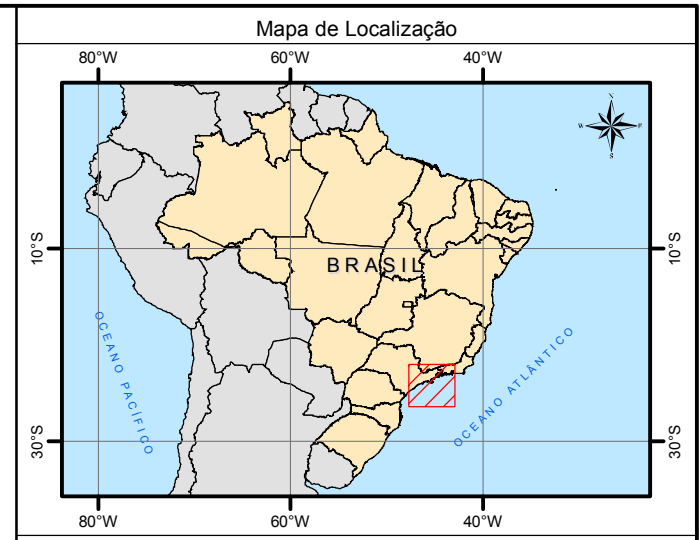 Mapa de Localização
80°W 60°W 40°W
N
W E
S
10°S 10°S
BRASIL
OCEANO PACÍFICO
OCEANO ATLÂNTICO
30°S 30°S
80°W 60°W 40°W